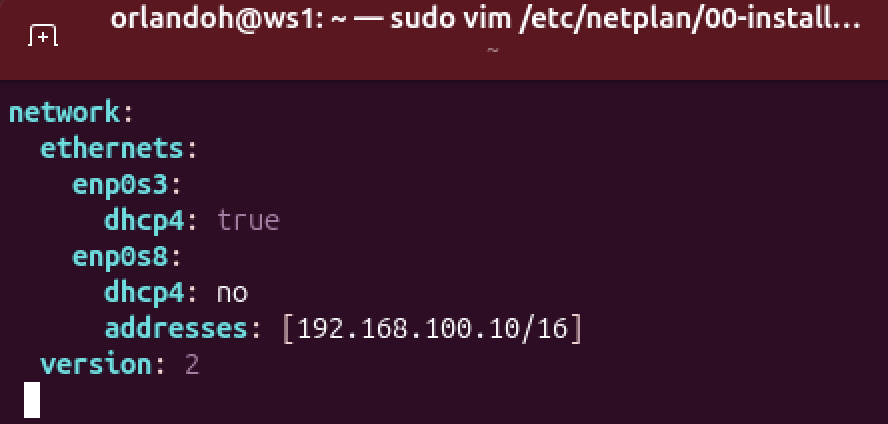 orlandoh@ws1: ~ — sudo vim /etc/netplan/00-install...
~
network:
  ethernets:
    enp0s3:
      dhcp4: true
    enp0s8:
      dhcp4: no
      addresses: [192.168.100.10/16]
  version: 2